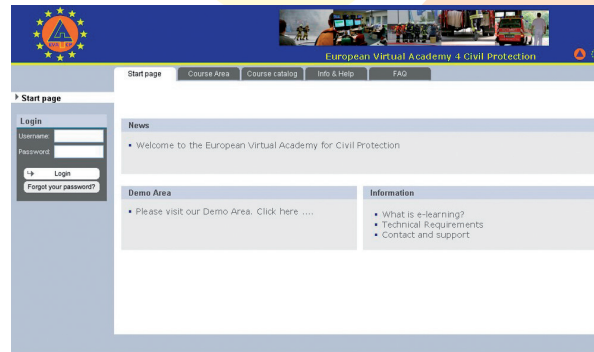 European Virtual Academy 4 Civil Protection
Start page
Course Area
Course catalog
Info & Help
FAQ
Start page
Login
Username:
Password:
Login
Forgot your password?
News
Welcome to the European Virtual Academy for Civil Protection
Demo Area
Please visit our Demo Area. Click here ....
Information
What is e-learning?
Technical Requirements
Contact and support